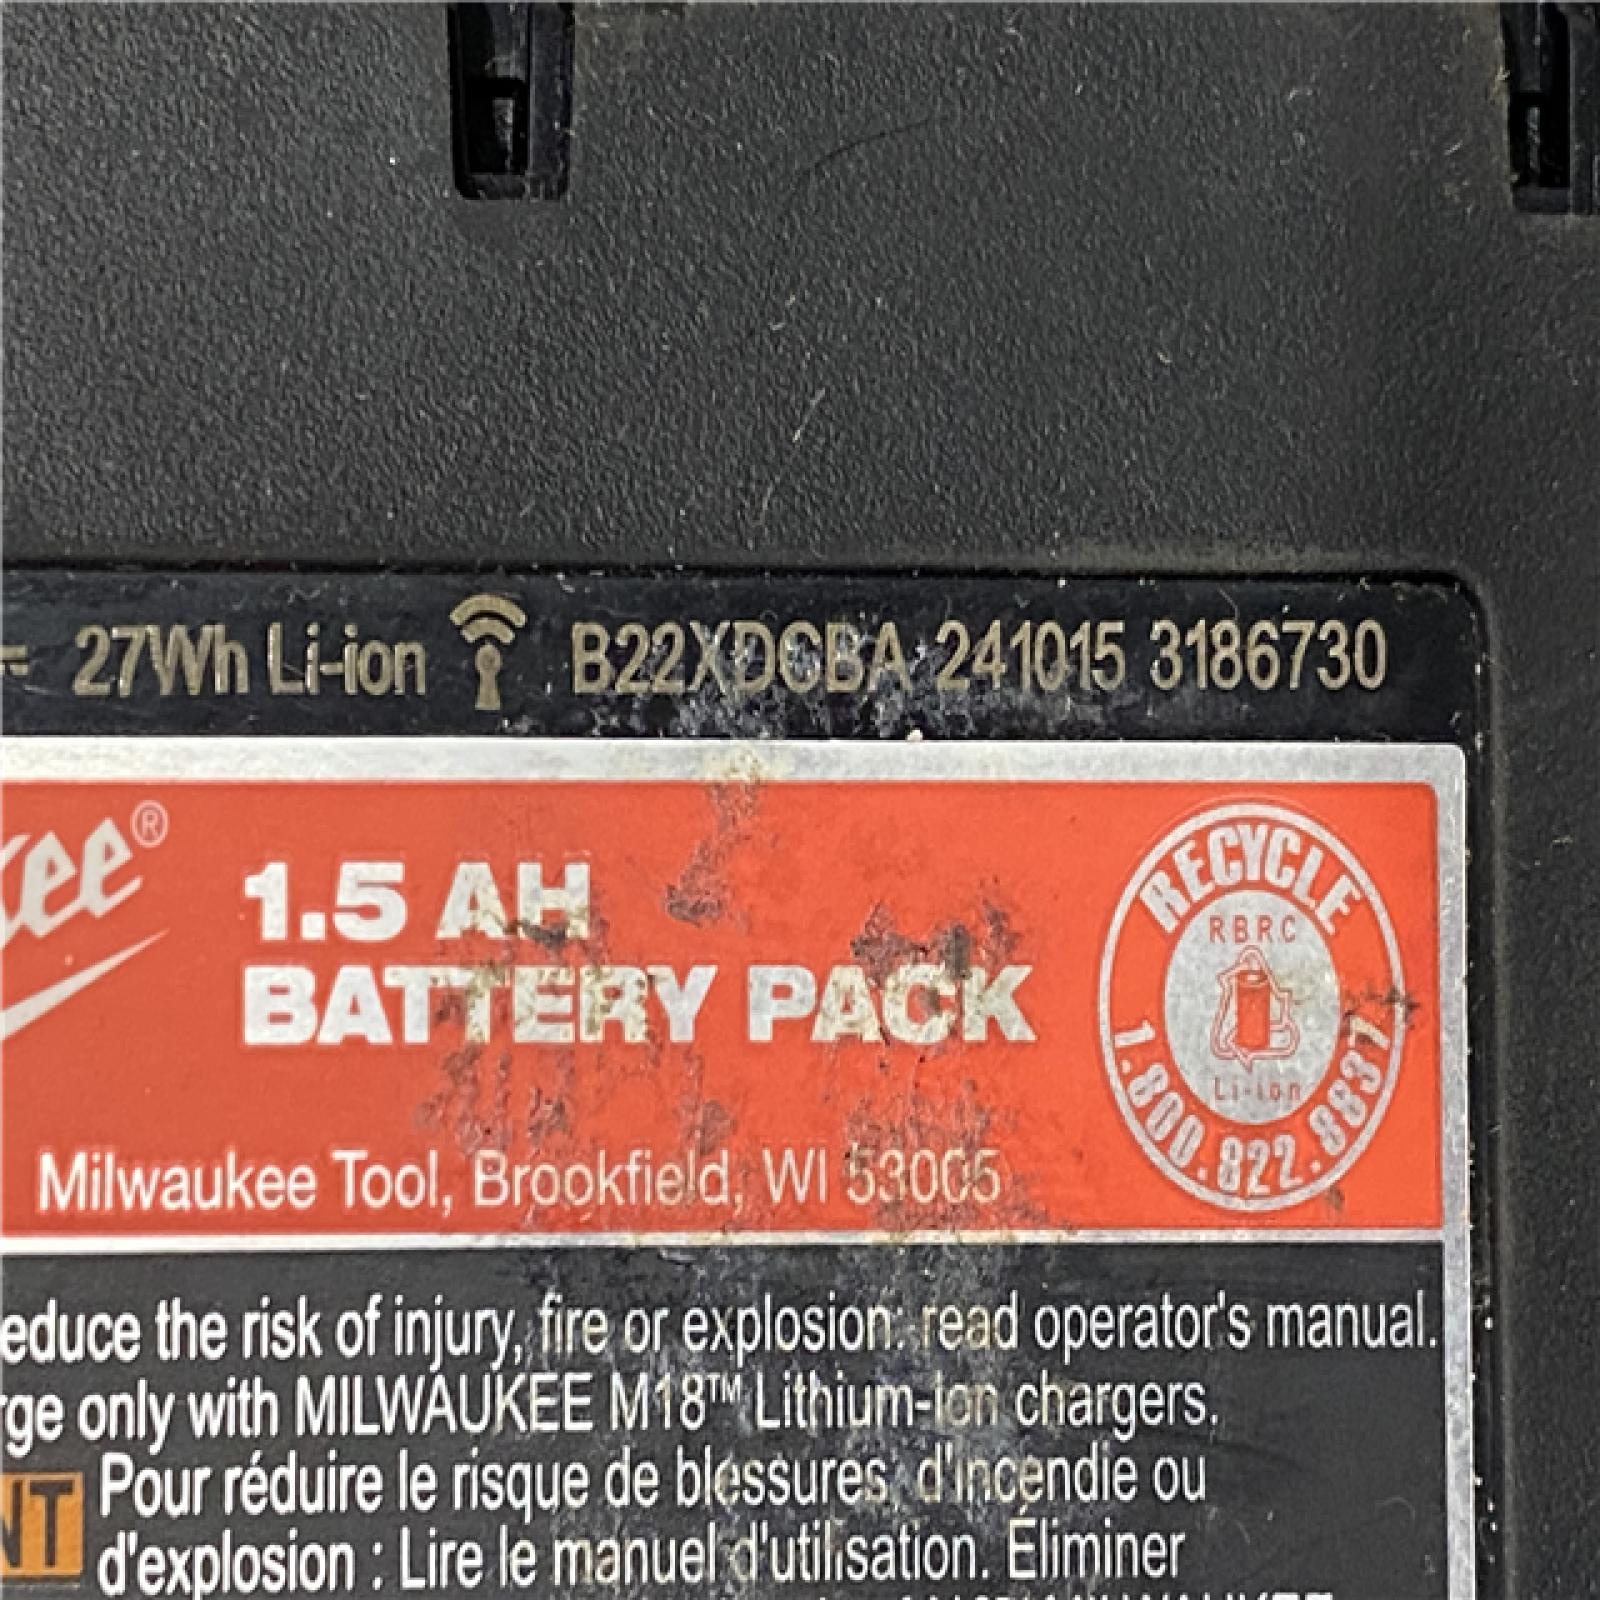 27Wh Li-ion B22XDCBA 241015 3186730
kee®
1.5 AH
BATTERY PACK
RECYCLE
RBRC
Li-ion
1.800.822.8837
Milwaukee Tool, Brookfield, WI 53005
educe the risk of injury, fire or explosion: read operator's manual.
rge only with MILWAUKEE M18™ Lithium-Ion chargers.
NT Pour réduire le risque de blessures, d'incendie ou
d'explosion : Lire le manuel d'utilisation. Éliminer